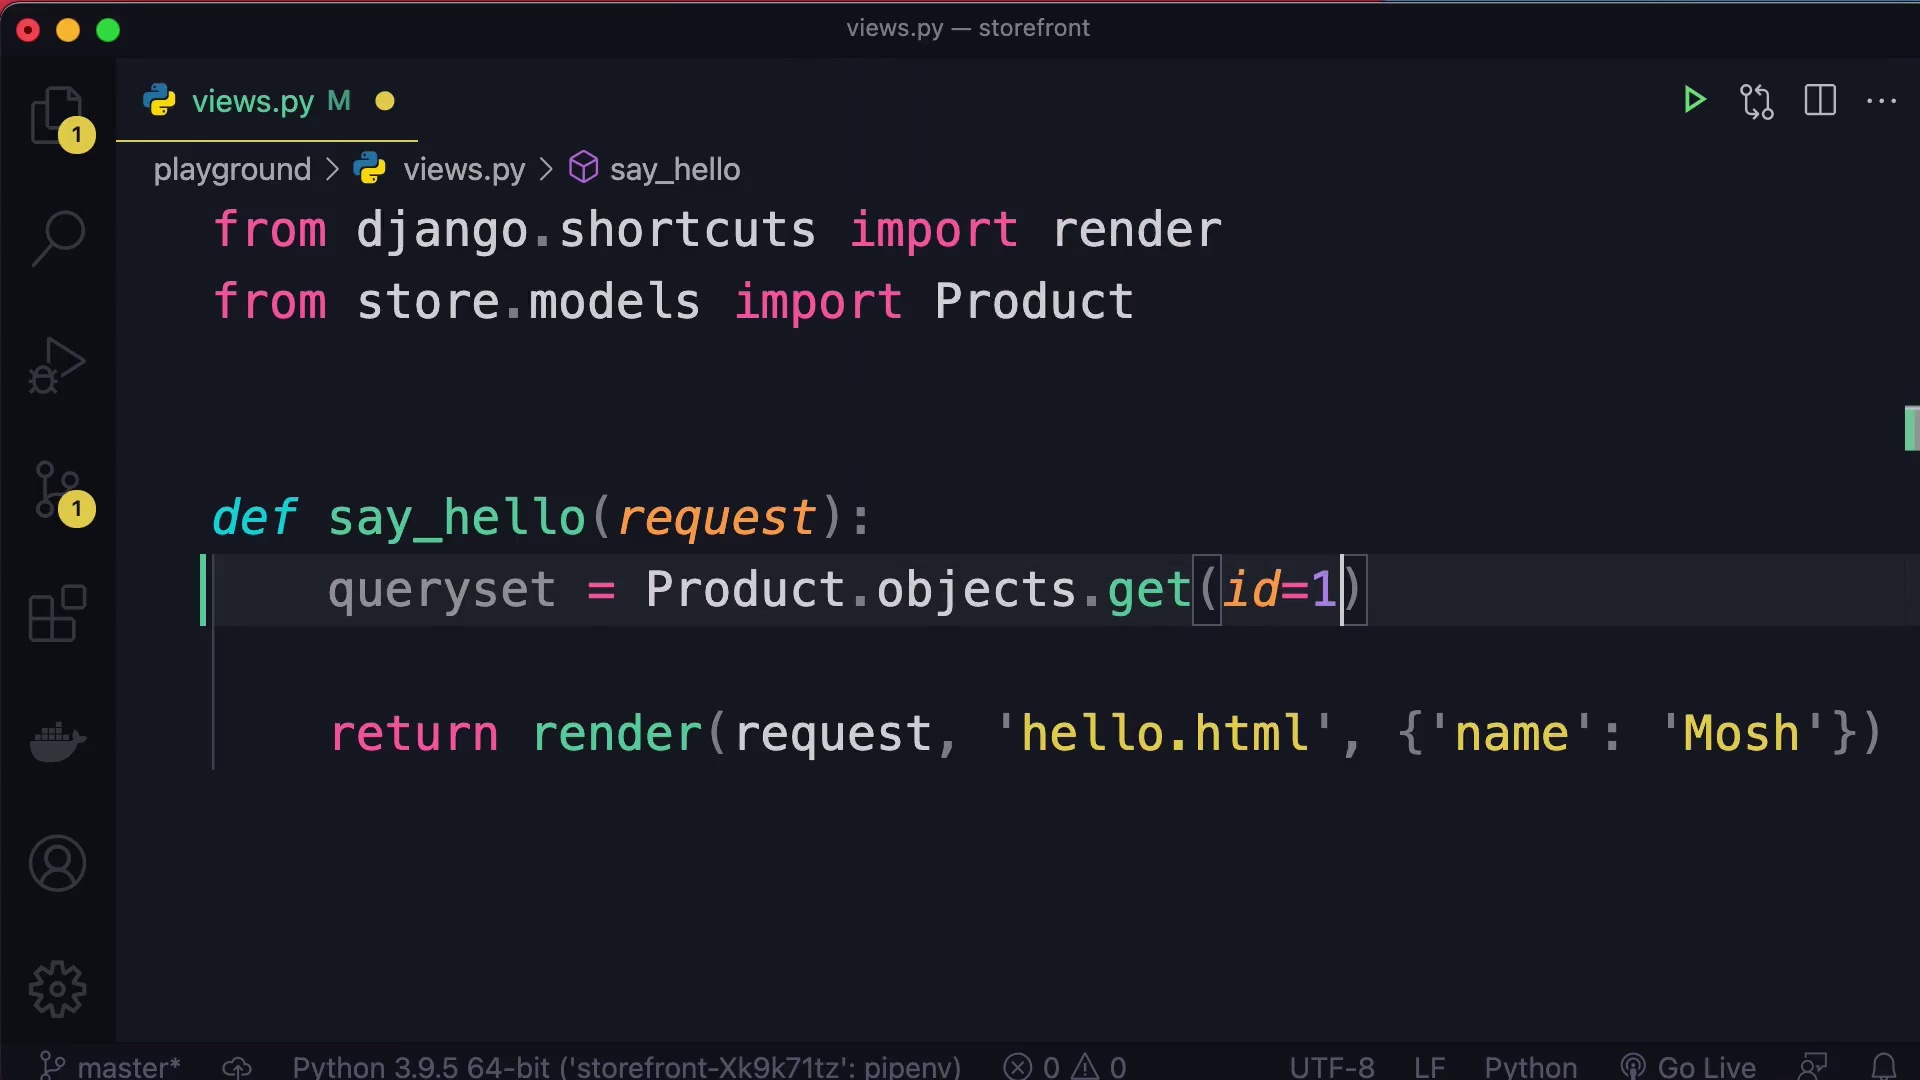 views.py — storefront
views.py M
1
playground > views.py > say_hello
from django.shortcuts import render
from store.models import Product
def say_hello(request):
1
queryset = Product.objects.get(id=1)
return render(request, 'hello.html', {'name': 'Mosh'})
master* Python 3.9.5 64-bit ('storefront-Xk9k71tz': pipenv) 0 0 UTF-8 LF Python Go Live